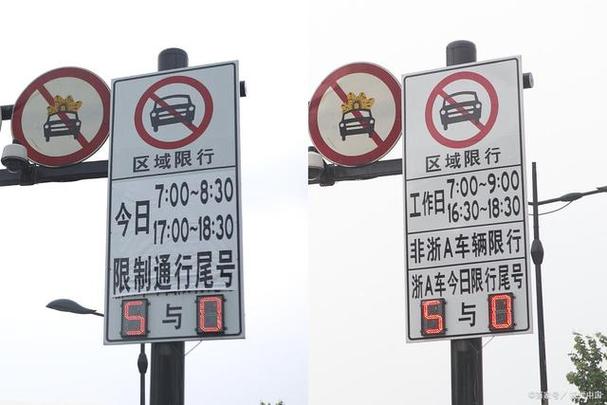 区域限行
今日 7:00~8:30
17:00~18:30
限制通行尾号
5 与 0
区域限行
工作日 7:00~9:00
16:30~18:30
非浙A车辆限行
浙A车今日限行尾号
5 与 0